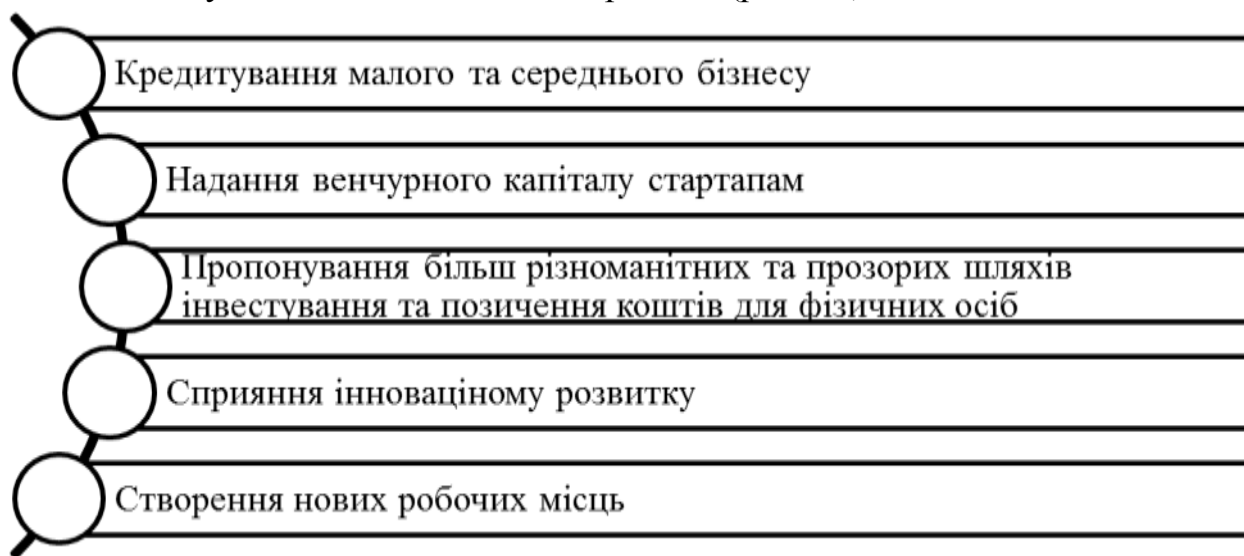 Кредитування малого та середнього бізнесу
Надання венчурного капіталу стартапам
Пропонування більш різноманітних та прозорих шляхів
інвестування та позичення коштів для фізичних осіб
Сприяння інноваціному розвитку
Створення нових робочих місць